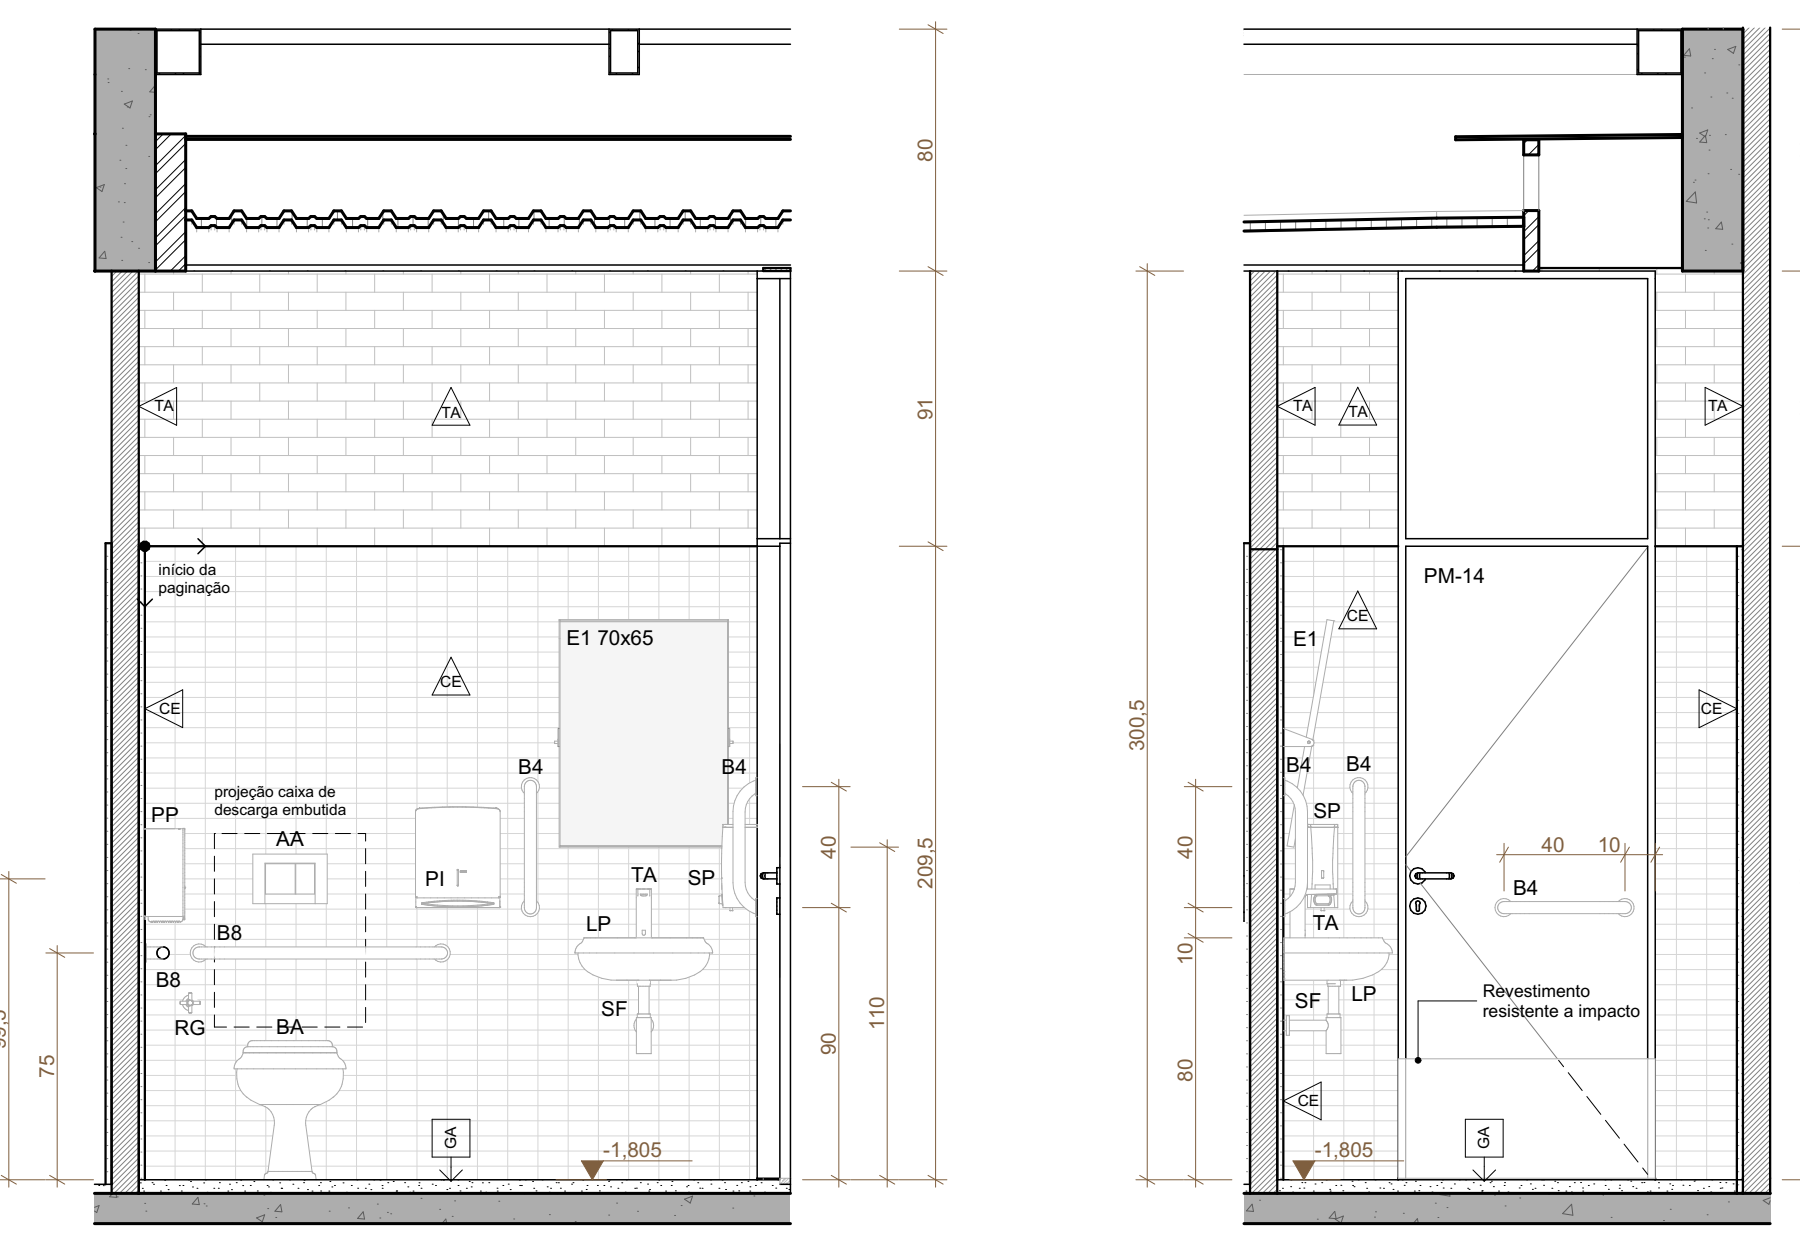 80
TA
TA
91
TA
TA
TA
início da
paginação
PM-14
E1 70x65
CE
E1
CE
CE
CE
300,5
B4
B4
B4
B4
projeção caixa de
descarga embutida
PP
AA
SP
40
209,5
40
40
10
PI
TA
SP
B4
LP
TA
B8
10
B8
SF
SF
LP
Revestimento
resistente a impacto
RG
BA
110
90
75
80
CE
GA
-1,805
GA
-1,805